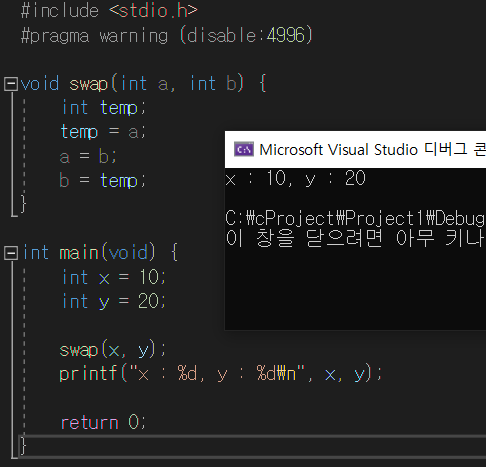 #include <stdio.h>
#pragma warning (disable:4996)
void swap(int a, int b) {
int temp;
temp = a;
a = b;
b = temp;
}
Microsoft Visual Studio 디버그 콘
x : 10, y : 20
C:₩cProject₩Project1₩Debug
이 창을 닫으려면 아무 키나
int main(void) {
int x = 10;
int y = 20;
swap(x, y);
printf("x : %d, y : %d₩n", x, y);
return 0;
}